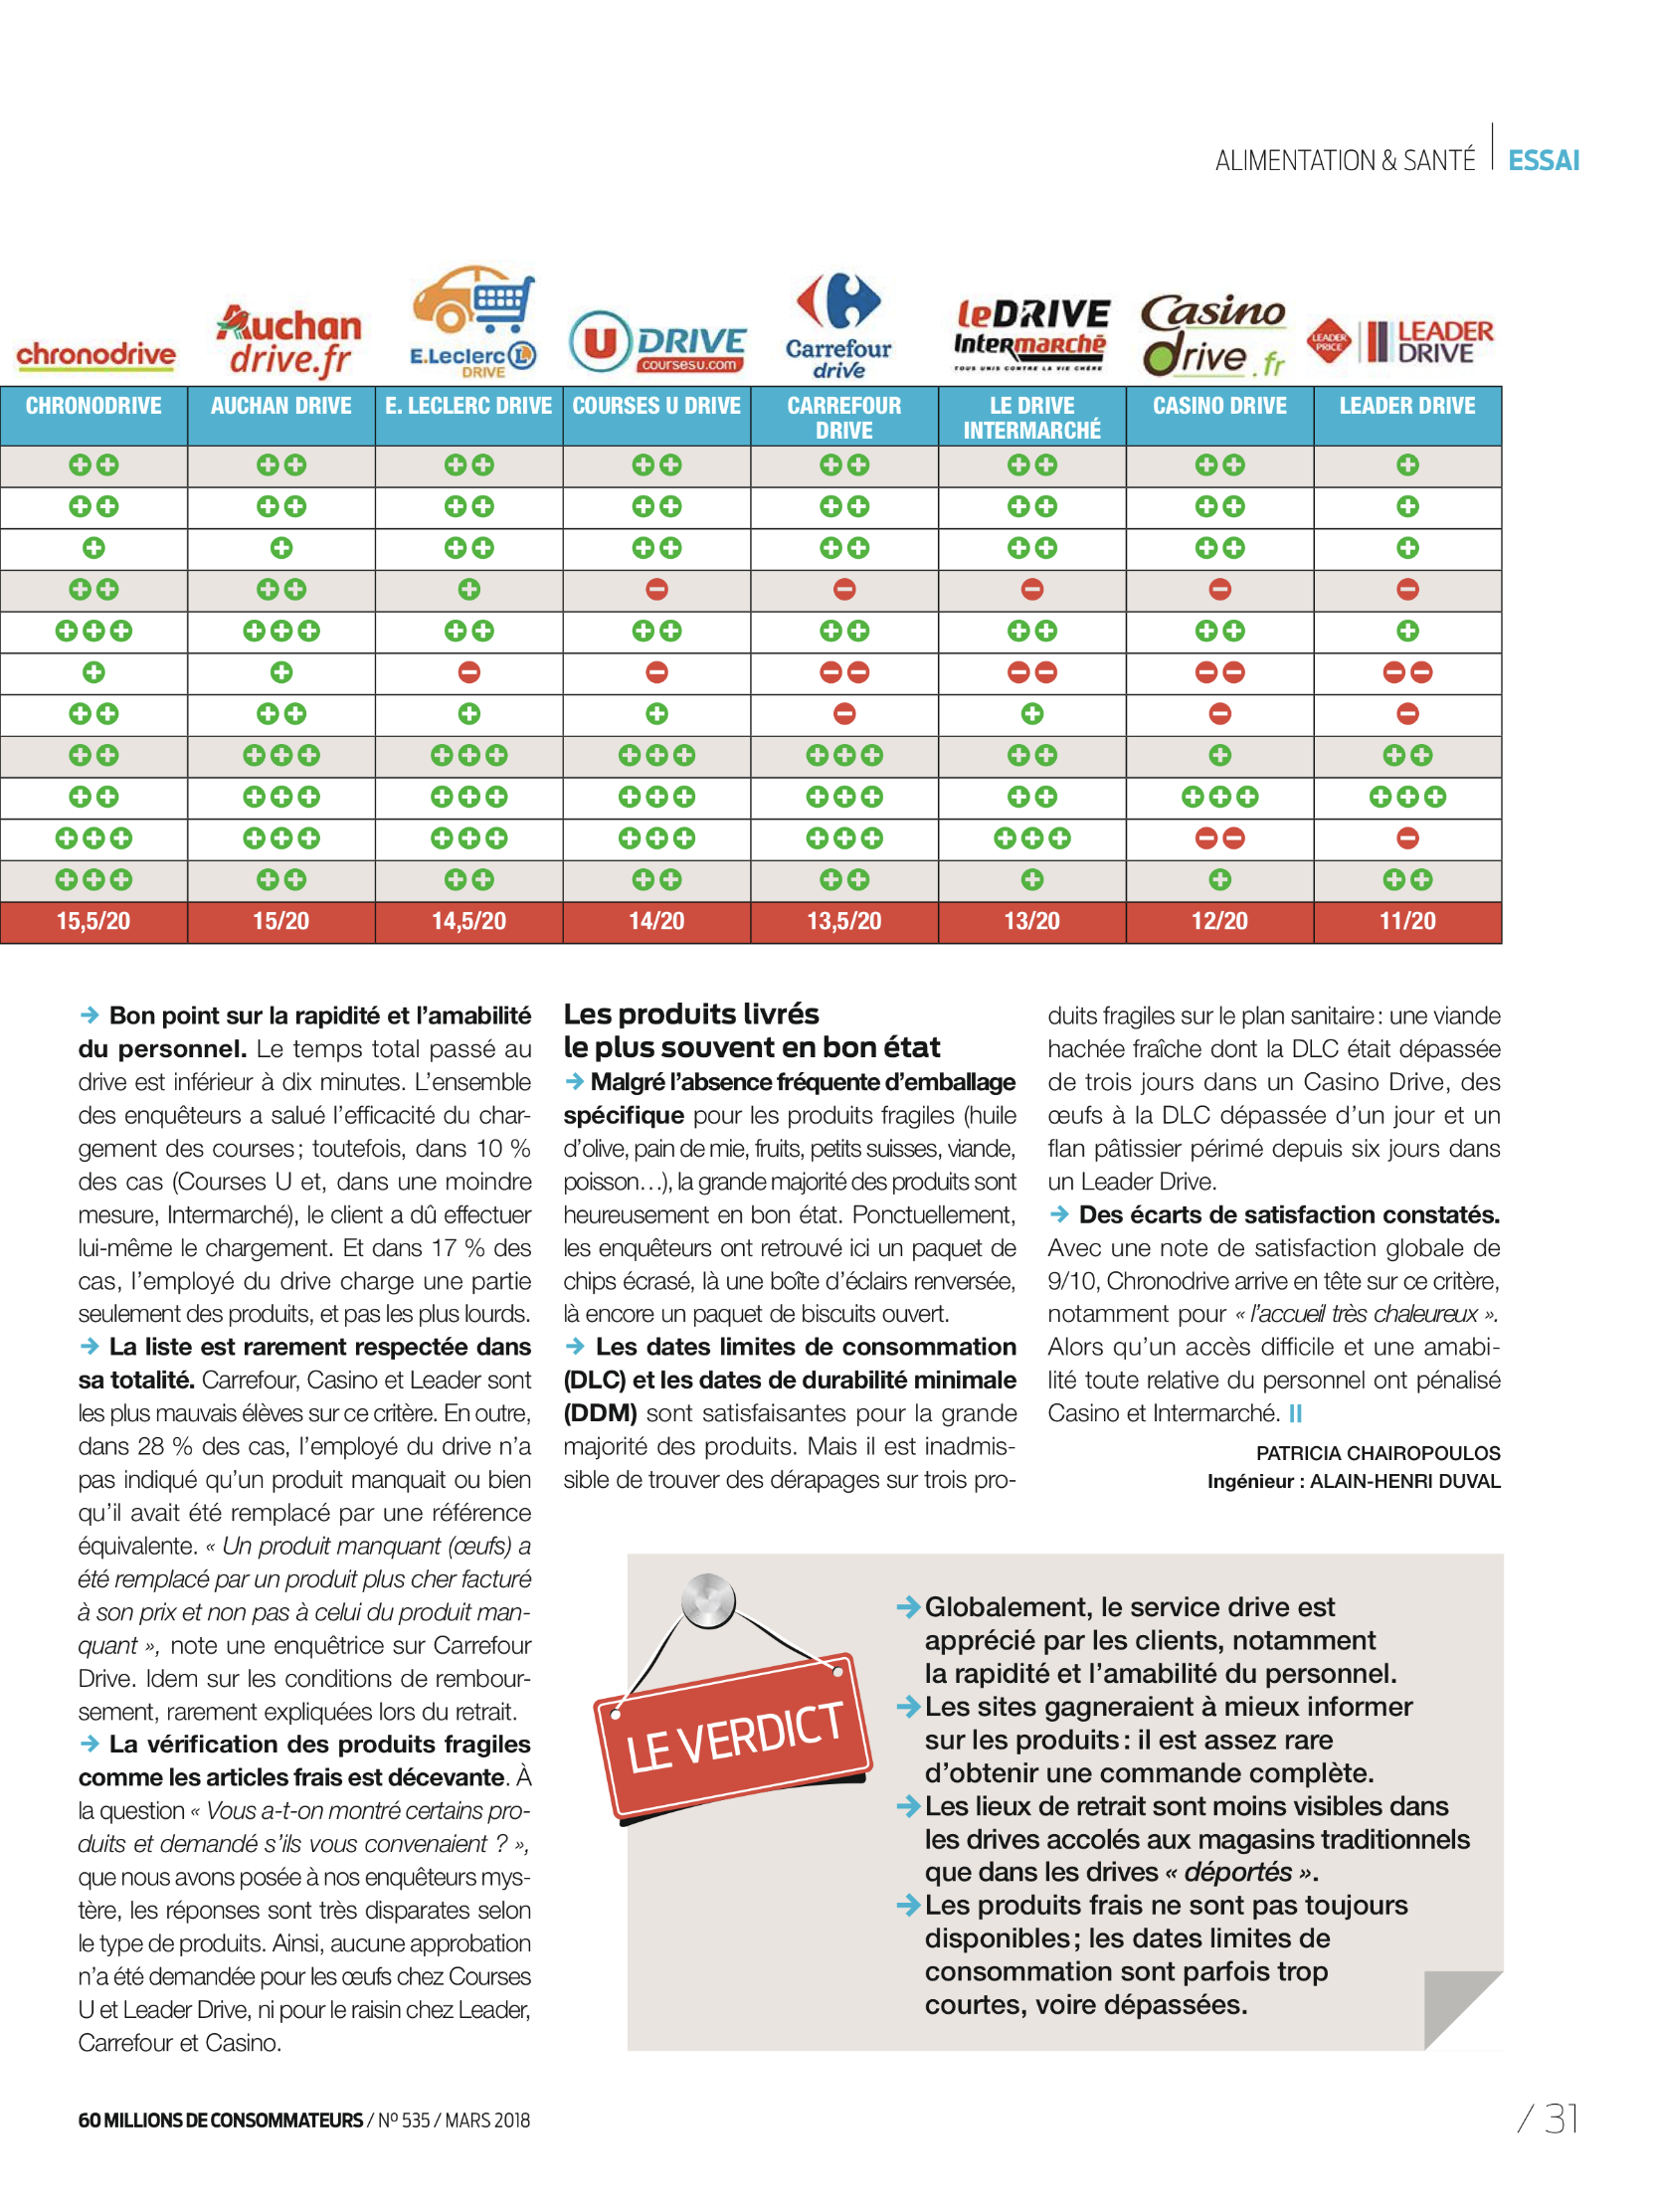 ALIMENTATION & SANTÉ ESSAI
chronodrive
Auchan
drive.fr
E.Leclerc L
DRIVE
U DRIVE
coursesu.com
Carrefour
drive
leDRIVE
Intermarchē
TOUS UNIS CONTRE LA VIE CHÈRE
Casino
drive.fr
LEADER
PRICE
LEADER
DRIVE
CHRONODRIVE AUCHAN DRIVE E. LECLERC DRIVE COURSES U DRIVE CARREFOUR DRIVE LE DRIVE INTERMARCHÉ CASINO DRIVE LEADER DRIVE
++ ++ ++ ++ ++ ++ ++ +
++ ++ ++ ++ ++ ++ ++ +
+ + ++ ++ ++ ++ ++ +
++ ++ + − − − − −
+++ +++ ++ ++ ++ ++ ++ +
+ + − − −− −− −− −−
++ ++ + + − + − −
++ +++ +++ +++ +++ ++ + ++
++ +++ +++ +++ +++ ++ +++ +++
+++ +++ +++ +++ +++ +++ −− −
+++ ++ ++ ++ ++ + + ++
15,5/20 15/20 14,5/20 14/20 13,5/20 13/20 12/20 11/20
→ Bon point sur la rapidité et l’amabilité
du personnel. Le temps total passé au
drive est inférieur à dix minutes. L’ensemble
des enquêteurs a salué l’efficacité du char-
gement des courses ; toutefois, dans 10 %
des cas (Courses U et, dans une moindre
mesure, Intermarché), le client a dû effectuer
lui-même le chargement. Et dans 17 % des
cas, l’employé du drive charge une partie
seulement des produits, et pas les plus lourds.
→ La liste est rarement respectée dans
sa totalité. Carrefour, Casino et Leader sont
les plus mauvais élèves sur ce critère. En outre,
dans 28 % des cas, l’employé du drive n’a
pas indiqué qu’un produit manquait ou bien
qu’il avait été remplacé par une référence
équivalente. « Un produit manquant (œufs) a
été remplacé par un produit plus cher facturé
à son prix et non pas à celui du produit man-
quant », note une enquêtrice sur Carrefour
Drive. Idem sur les conditions de rembour-
sement, rarement expliquées lors du retrait.
→ La vérification des produits fragiles
comme les articles frais est décevante. À
la question « Vous a-t-on montré certains pro-
duits et demandé s’ils vous convenaient ? »,
que nous avons posée à nos enquêteurs mys-
tère, les réponses sont très disparates selon
le type de produits. Ainsi, aucune approbation
n’a été demandée pour les œufs chez Courses
U et Leader Drive, ni pour le raisin chez Leader,
Carrefour et Casino.
Les produits livrés
le plus souvent en bon état
→ Malgré l’absence fréquente d’emballage
spécifique pour les produits fragiles (huile
d’olive, pain de mie, fruits, petits suisses, viande,
poisson…), la grande majorité des produits sont
heureusement en bon état. Ponctuellement,
les enquêteurs ont retrouvé ici un paquet de
chips écrasé, là une boîte d’éclairs renversée,
là encore un paquet de biscuits ouvert.
→ Les dates limites de consommation
(DLC) et les dates de durabilité minimale
(DDM) sont satisfaisantes pour la grande
majorité des produits. Mais il est inadmis-
sible de trouver des dérapages sur trois pro-
duits fragiles sur le plan sanitaire : une viande
hachée fraîche dont la DLC était dépassée
de trois jours dans un Casino Drive, des
œufs à la DLC dépassée d’un jour et un
flan pâtissier périmé depuis six jours dans
un Leader Drive.
→ Des écarts de satisfaction constatés.
Avec une note de satisfaction globale de
9/10, Chronodrive arrive en tête sur ce critère,
notamment pour « l’accueil très chaleureux ».
Alors qu’un accès difficile et une amabi-
lité toute relative du personnel ont pénalisé
Casino et Intermarché. II
PATRICIA CHAIROPOULOS
Ingénieur : ALAIN-HENRI DUVAL
LE VERDICT
→ Globalement, le service drive est
apprécié par les clients, notamment
la rapidité et l’amabilité du personnel.
→ Les sites gagneraient à mieux informer
sur les produits : il est assez rare
d’obtenir une commande complète.
→ Les lieux de retrait sont moins visibles dans
les drives accolés aux magasins traditionnels
que dans les drives « déportés ».
→ Les produits frais ne sont pas toujours
disponibles ; les dates limites de
consommation sont parfois trop
courtes, voire dépassées.
60 MILLIONS DE CONSOMMATEURS / Nº 535 / MARS 2018
/ 31